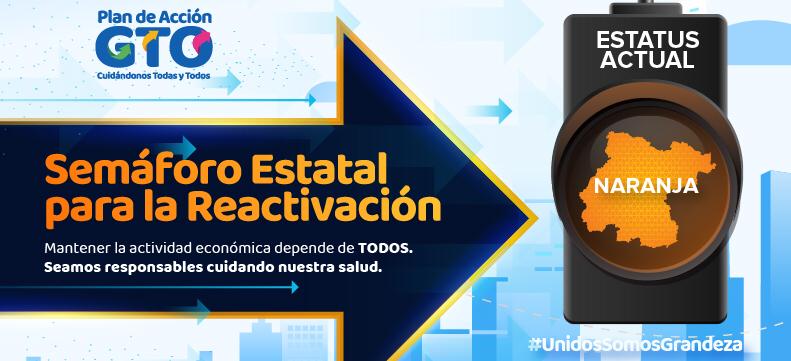 Plan de Acción
GTO
Cuidándonos Todas y Todos
Semáforo Estatal
para la Reactivación
Mantener la actividad económica depende de TODOS.
Seamos responsables cuidando nuestra salud.
ESTATUS
ACTUAL
NARANJA
#UnidosSomosGrandeza